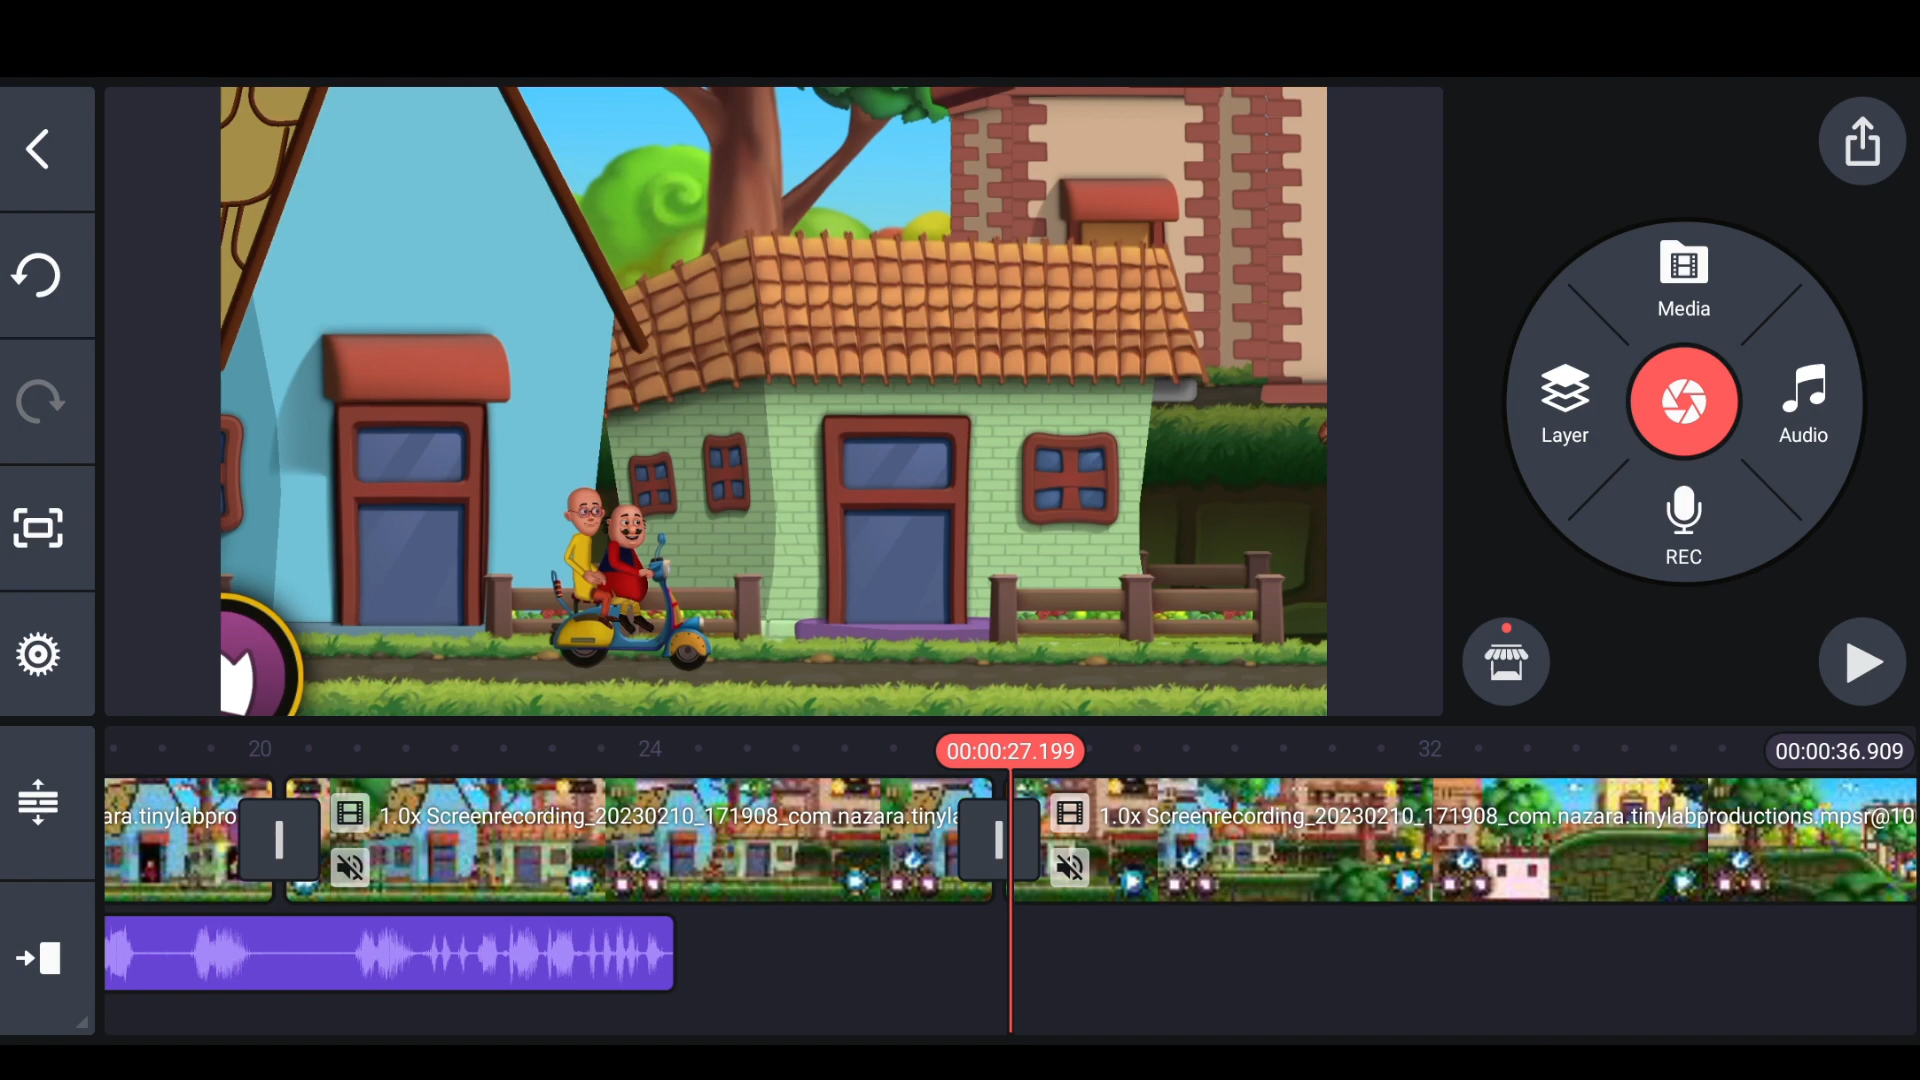 Media
Layer
Audio
REC
20
24
00:00:27.199
32
00:00:36.909
ara.tinylabpro
1.0x Screenrecording_20230210_171908_com.nazara.tinyla
1.0x Screenrecording_20230210_171908_com.nazara.tinylabproductions.mpsr@10